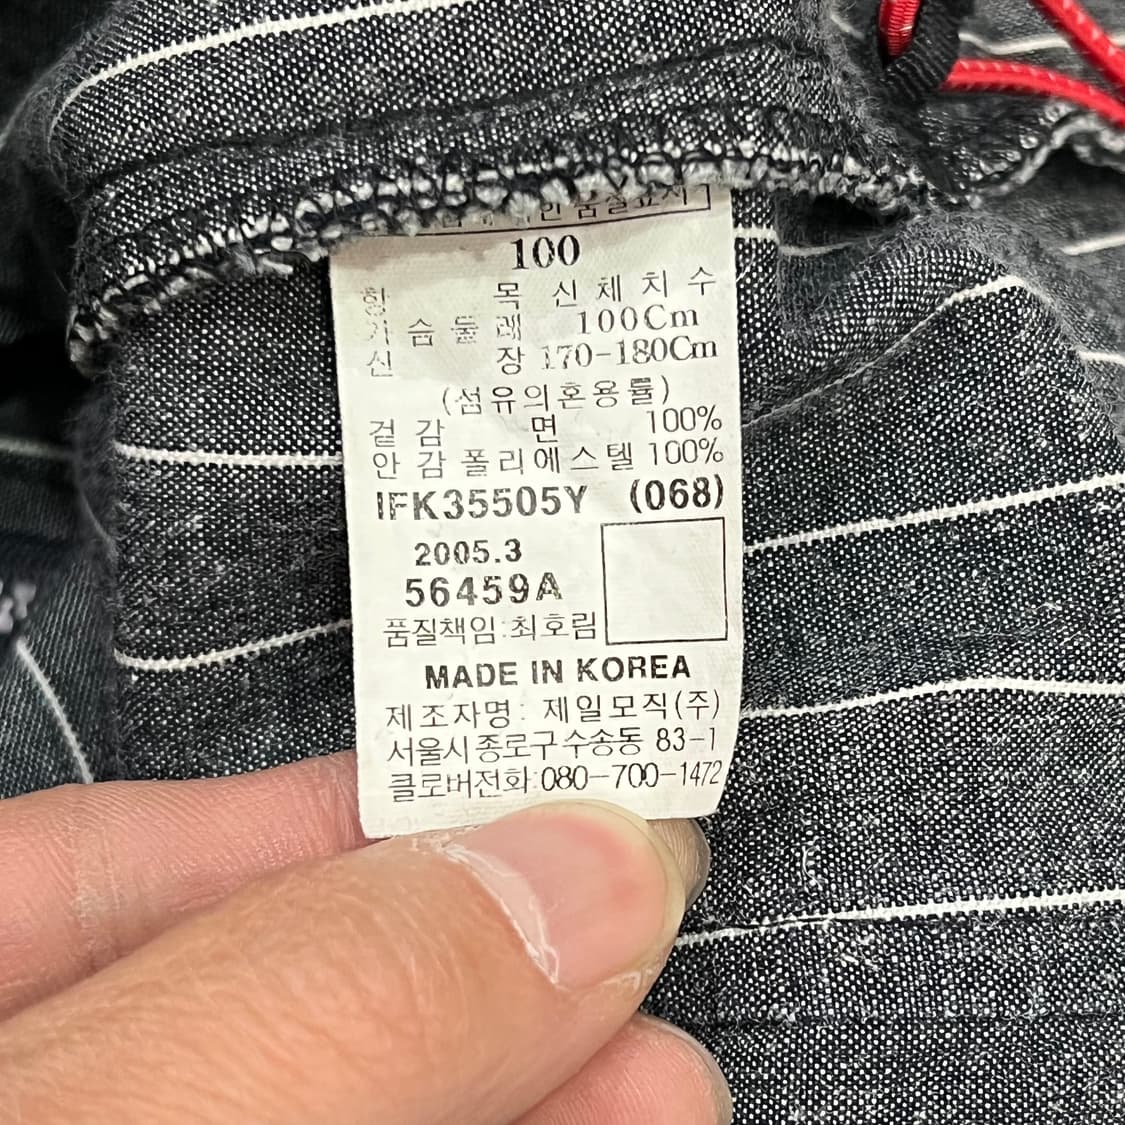 품질표시
100
항 목 신체치수
가슴둘레 100Cm
신 장 170-180Cm
(섬유의혼용률)
겉감 면 100%
안감 폴리에스텔 100%
IFK35505Y (068)
2005.3
56459A
품질책임:최호림
MADE IN KOREA
제조자명: 제일모직(주)
서울시종로구수송동 83-1
클로버전화:080-700-1472